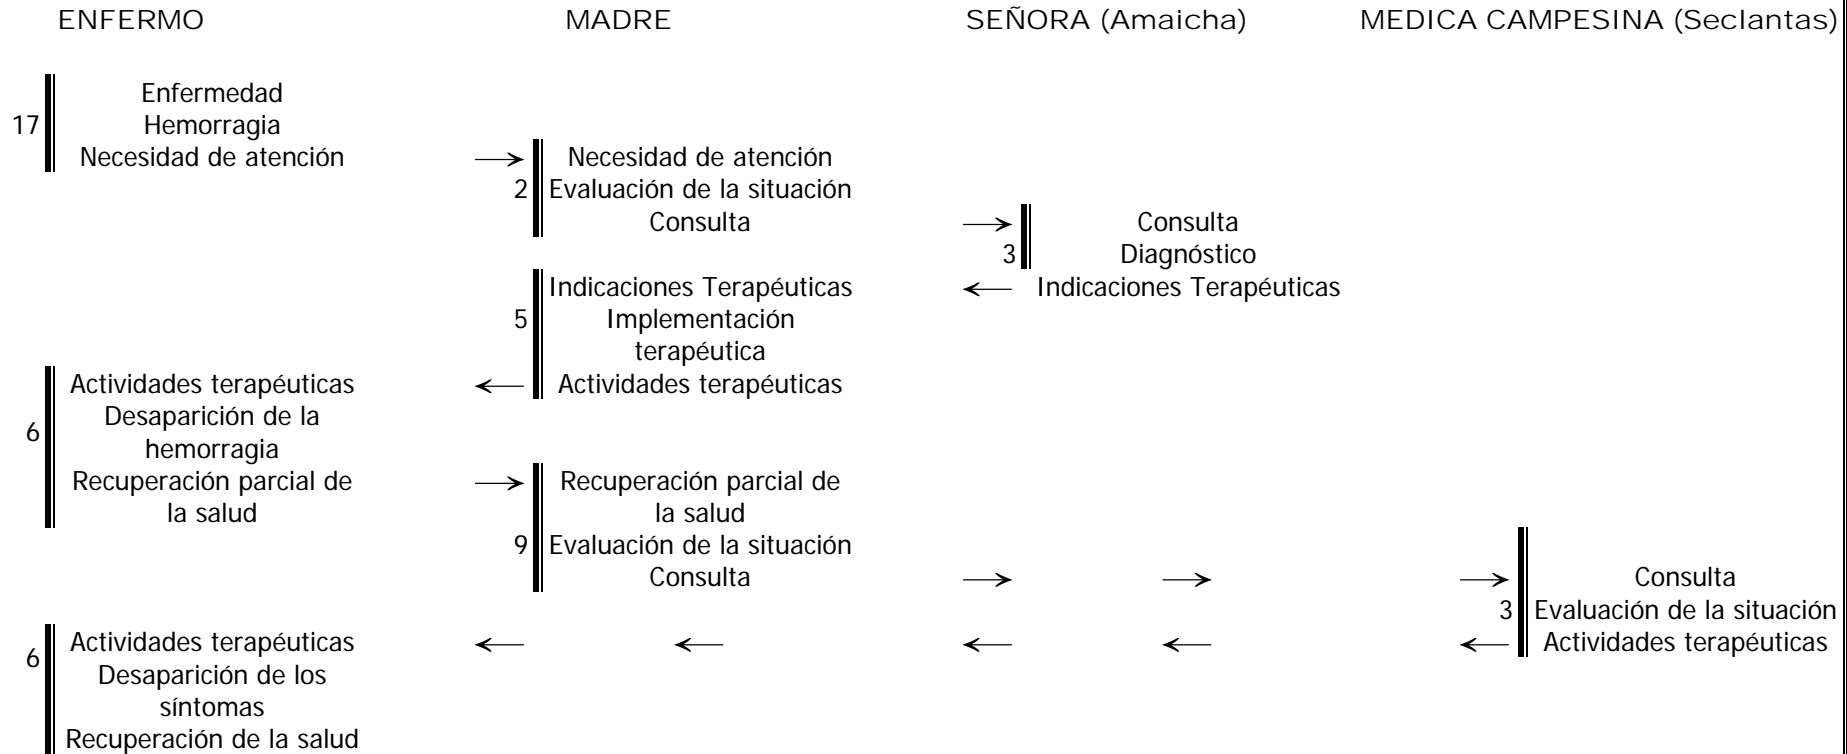 ENFERMO MADRE SEÑORA (Amaicha) MEDICA CAMPESINA (Seclantas)
Enfermedad
17 Hemorragia
Necesidad de atención → Necesidad de atención
2 Evaluación de la situación
Consulta → Consulta
3 Diagnóstico
Indicaciones Terapéuticas ← Indicaciones Terapéuticas
5 Implementación
terapéutica
Actividades terapéuticas ← Actividades terapéuticas
Desaparición de la
6 hemorragia
Recuperación parcial de → Recuperación parcial de
la salud la salud
9 Evaluación de la situación
Consulta → → → Consulta
3 Evaluación de la situación
6 Actividades terapéuticas ← ← ← ← ← Actividades terapéuticas
Desaparición de los
síntomas
Recuperación de la salud